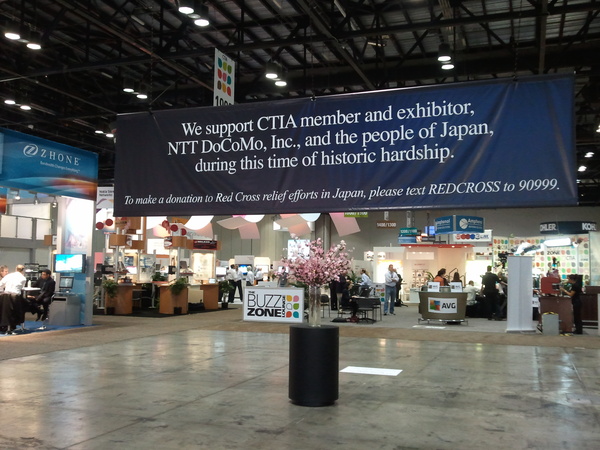 We support CTIA member and exhibitor,
NTT DoCoMo, Inc., and the people of Japan,
during this time of historic hardship.
To make a donation to Red Cross relief efforts in Japan, please text REDCROSS to 90999.
ZHONE
BUZZ
ZONE
AVG
KOHLER